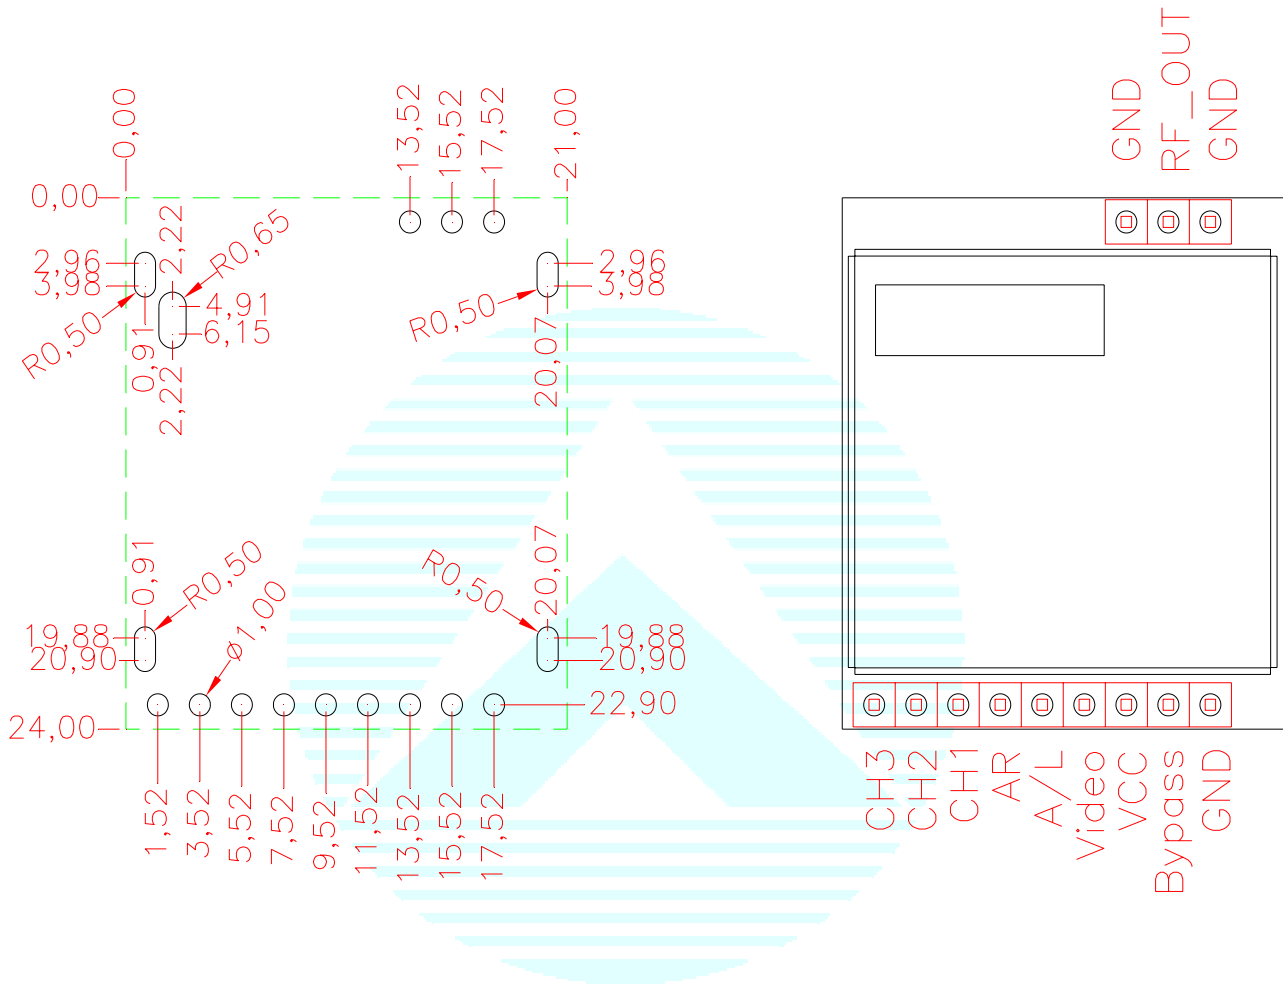 0,00
13,52
15,52
17,52
21,00
0,00
2,22
R0,65
2,96
3,98
4,91
6,15
R0,50
0,91
2,22
2,96
3,98
R0,50
20,07
0,91
R0,50
Ø1,00
R0,50
20,07
19,88
20,90
19,88
20,90
22,90
24,00
1,52
3,52
5,52
7,52
9,52
11,52
13,52
15,52
17,52
GND
RF_OUT
GND
CH3
CH2
CH1
AR
A/L
Video
VCC
Bypass
GND